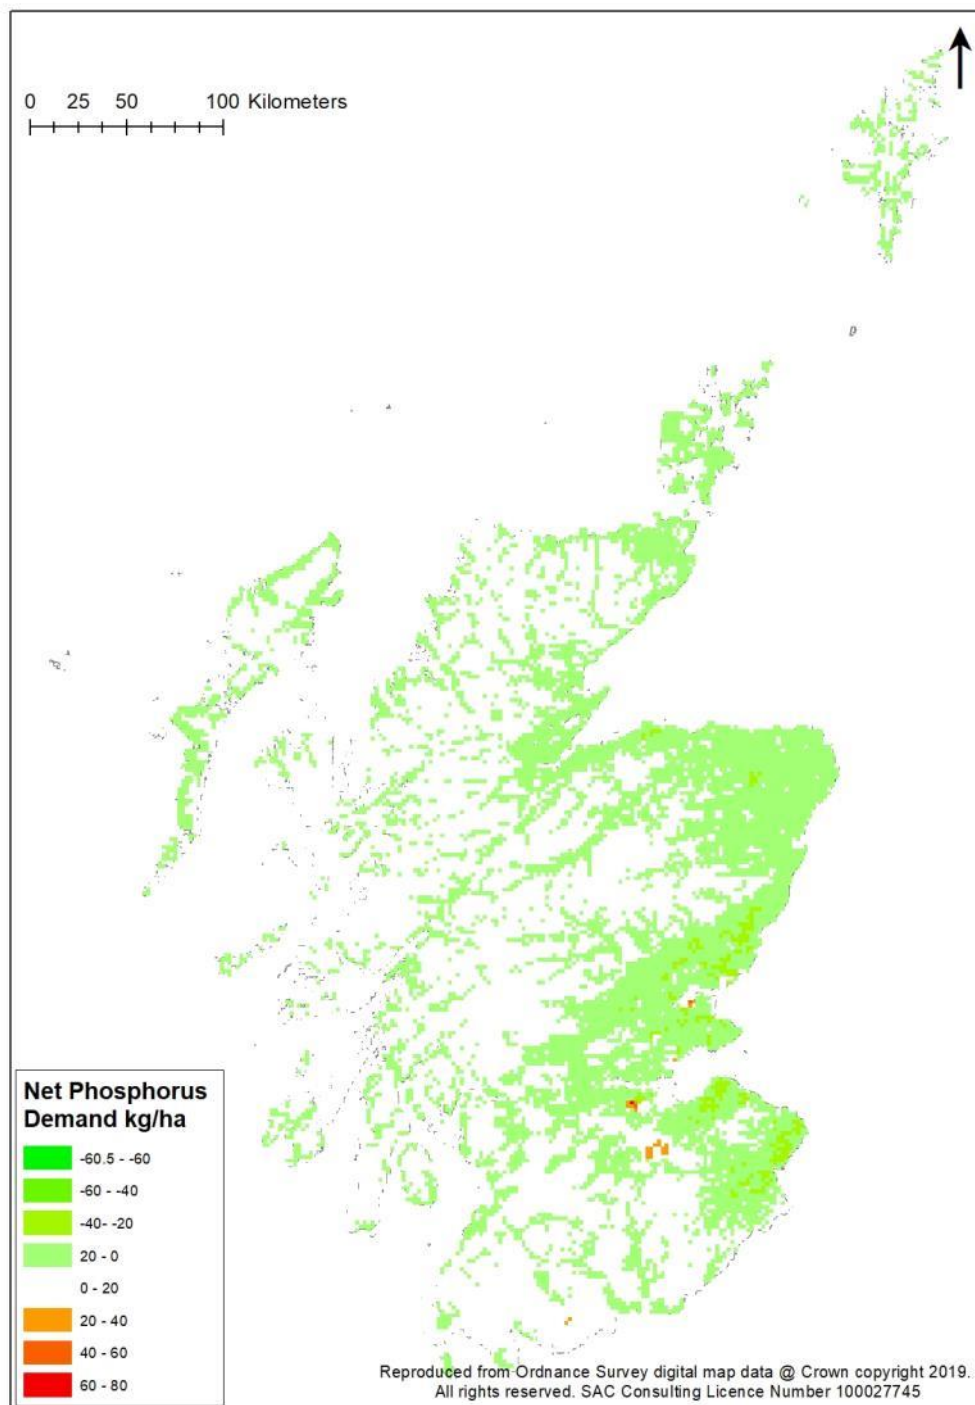 0 25 50 100 Kilometers
Net Phosphorus
Demand kg/ha
-60.5 - -60
-60 - -40
-40- -20
20 - 0
0 - 20
20 - 40
40 - 60
60 - 80
Reproduced from Ordnance Survey digital map data @ Crown copyright 2019.
All rights reserved. SAC Consulting Licence Number 100027745